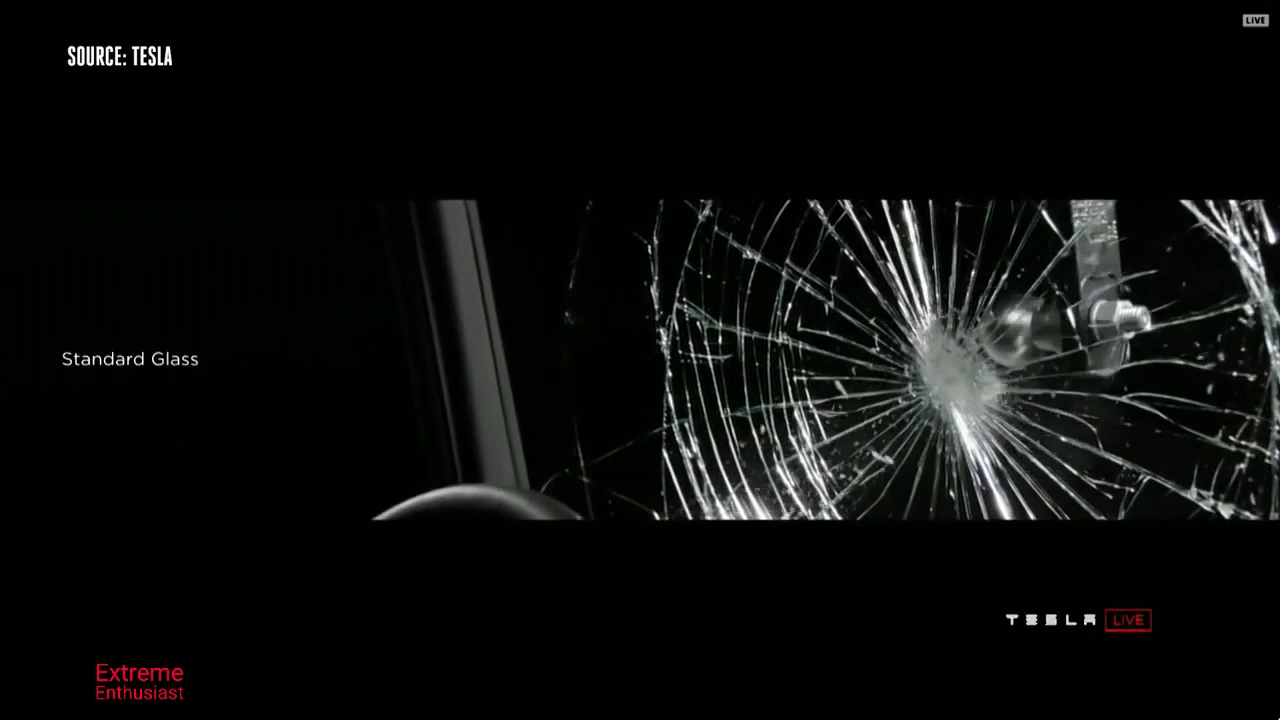 LIVE
SOURCE: TESLA
Standard Glass
TESLA LIVE
Extreme
Enthusiast